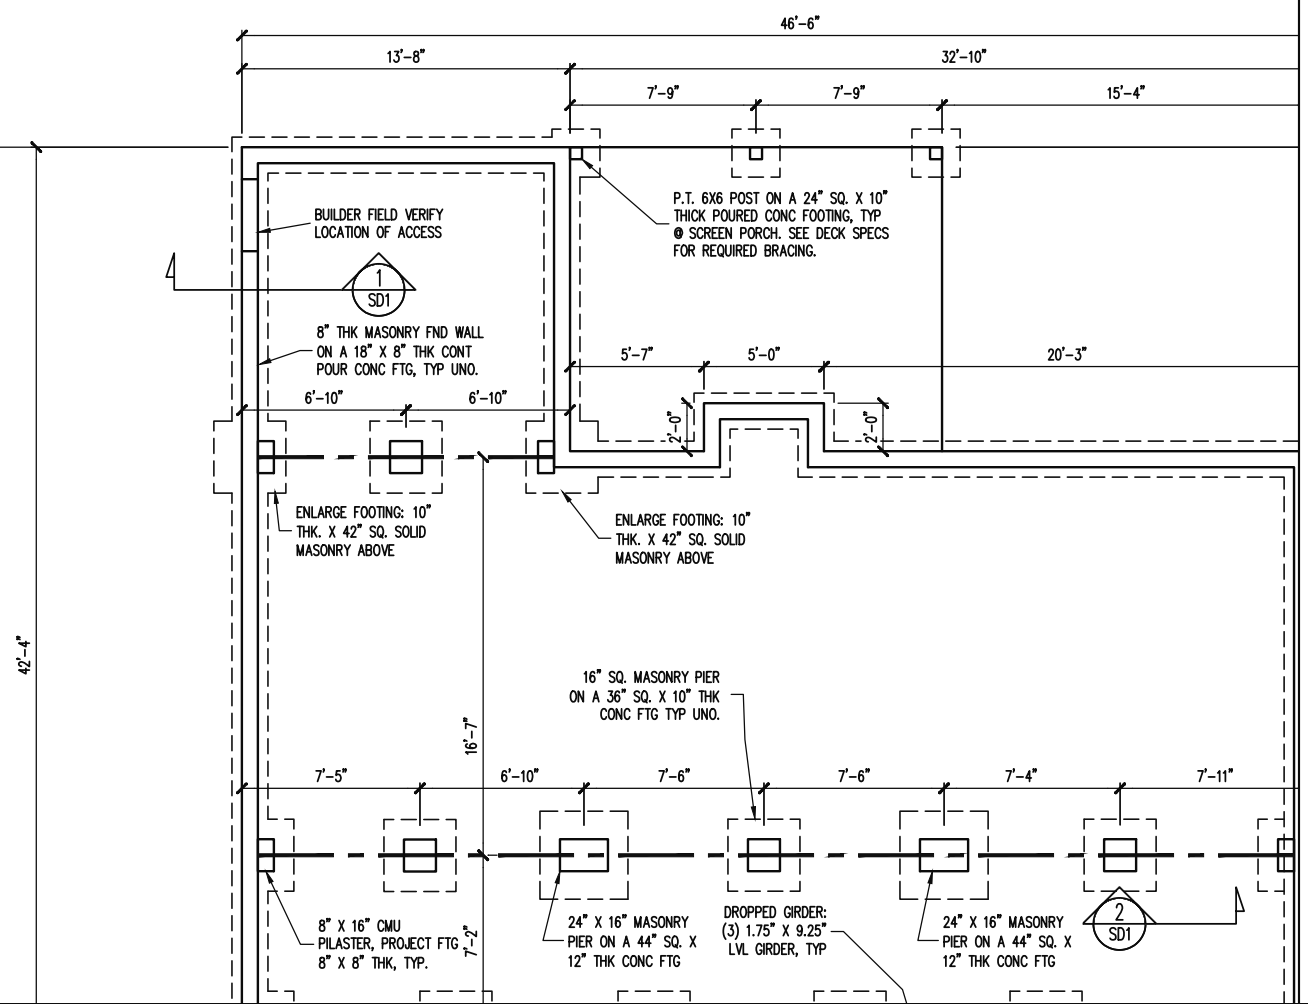 46'-6"
13'-8"
32'-10"
7'-9"
7'-9"
15'-4"
P.T. 6X6 POST ON A 24" SQ. X 10"
THICK POURED CONC FOOTING, TYP
@ SCREEN PORCH. SEE DECK SPECS
FOR REQUIRED BRACING.
BUILDER FIELD VERIFY
LOCATION OF ACCESS
1
SD1
8" THK MASONRY FND WALL
ON A 18" X 8" THK CONT
POUR CONC FTG, TYP UNO.
5'-7"
5'-0"
20'-3"
6'-10"
6'-10"
2'-0"
2'-0"
ENLARGE FOOTING: 10"
THK. X 42" SQ. SOLID
MASONRY ABOVE
ENLARGE FOOTING: 10"
THK. X 42" SQ. SOLID
MASONRY ABOVE
42'-4"
16" SQ. MASONRY PIER
ON A 36" SQ. X 10" THK
CONC FTG TYP UNO.
16'-7"
7'-5"
6'-10"
7'-6"
7'-6"
7'-4"
7'-11"
8" X 16" CMU
PILASTER, PROJECT FTG
8" X 8" THK, TYP.
7'-2"
24" X 16" MASONRY
PIER ON A 44" SQ. X
12" THK CONC FTG
DROPPED GIRDER:
(3) 1.75" X 9.25"
LVL GIRDER, TYP
24" X 16" MASONRY
PIER ON A 44" SQ. X
12" THK CONC FTG
2
SD1